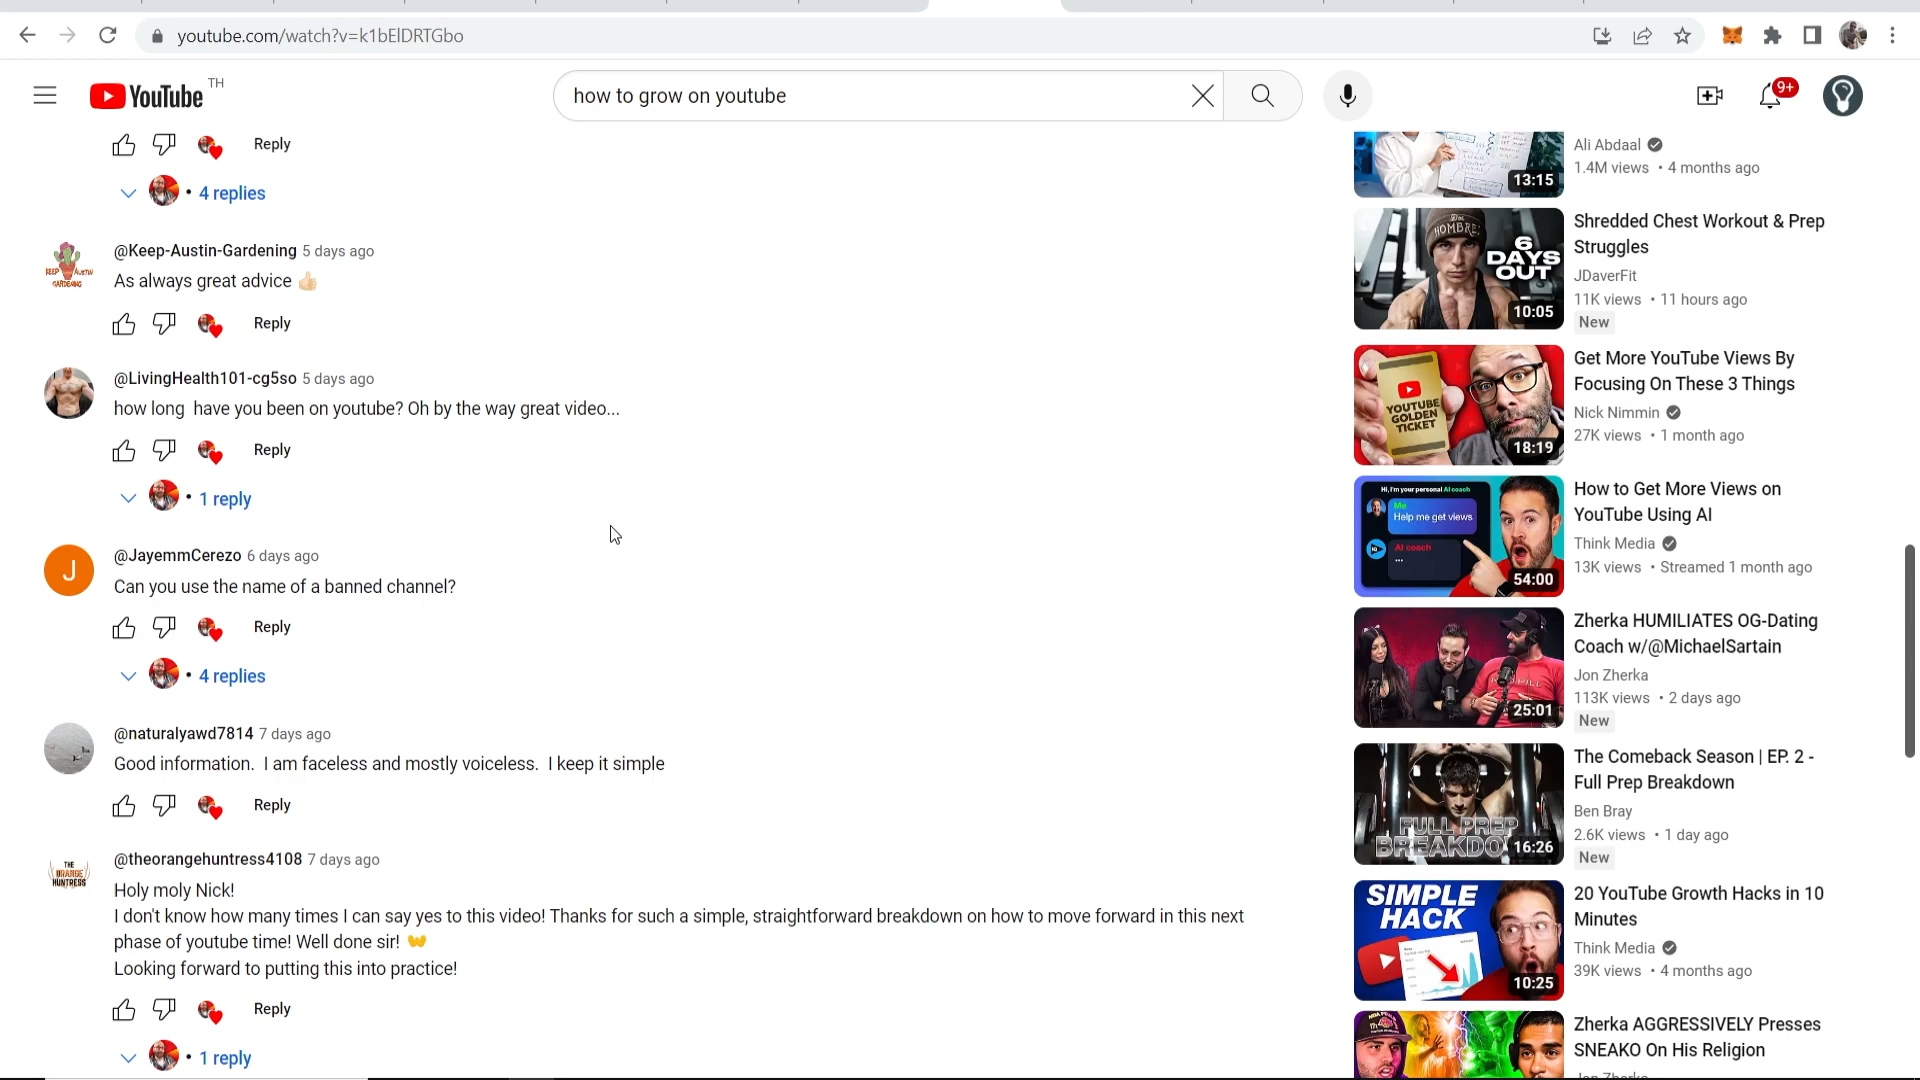 youtube.com/watch?v=k1bElDRTGbo
YouTube TH
how to grow on youtube
9+
Reply
4 replies
@Keep-Austin-Gardening 5 days ago
As always great advice 👍🏻
Reply
@LivingHealth101-cg5so 5 days ago
how long have you been on youtube? Oh by the way great video...
Reply
1 reply
J
@JayemmCerezo 6 days ago
Can you use the name of a banned channel?
Reply
4 replies
@naturalyawd7814 7 days ago
Good information. I am faceless and mostly voiceless. I keep it simple
Reply
THE
ORANGE
HUNTRESS
@theorangehuntress4108 7 days ago
Holy moly Nick!
I don't know how many times I can say yes to this video! Thanks for such a simple, straightforward breakdown on how to move forward in this next
phase of youtube time! Well done sir! 👐
Looking forward to putting this into practice!
Reply
1 reply
13:15
Ali Abdaal
1.4M views • 4 months ago
HOMBRE
6
DAYS
OUT
10:05
Shredded Chest Workout & Prep
Struggles
JDaverFit
11K views • 11 hours ago
New
YOUTUBE
GOLDEN
TICKET
18:19
Get More YouTube Views By
Focusing On These 3 Things
Nick Nimmin
27K views • 1 month ago
Hi, I'm your personal AI coach
Me
Help me get views
AI coach
...
54:00
How to Get More Views on
YouTube Using AI
Think Media
13K views • Streamed 1 month ago
25:01
Zherka HUMILIATES OG-Dating
Coach w/@MichaelSartain
Jon Zherka
113K views • 2 days ago
New
FULL PREP
BREAKDO
16:26
The Comeback Season | EP. 2 -
Full Prep Breakdown
Ben Bray
2.6K views • 1 day ago
New
SIMPLE
HACK
10:25
20 YouTube Growth Hacks in 10
Minutes
Think Media
39K views • 4 months ago
Zherka AGGRESSIVELY Presses
SNEAKO On His Religion
Jon Zherka